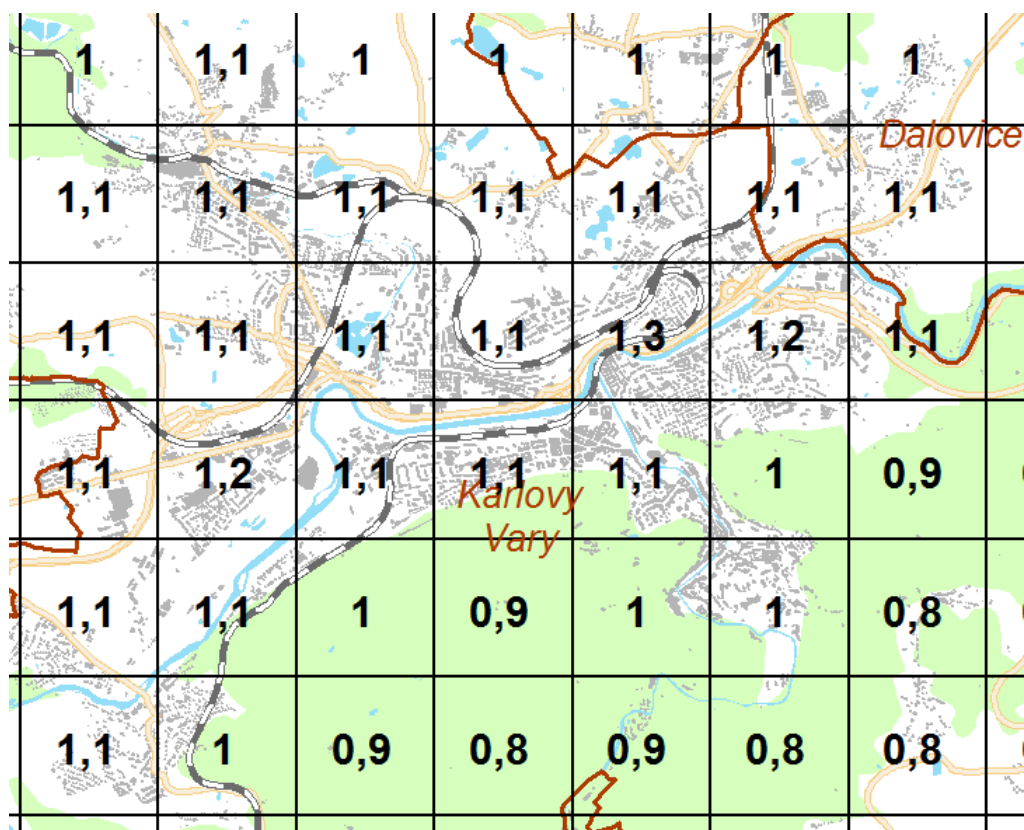 1 1,1 1 1 1 1 1
Dalovice
1,1 1,1 1,1 1,1 1,1 1,1 1,1
1,1 1,1 1,1 1,1 1,3 1,2 1,1
1,1 1,2 1,1 1,1 1,1 1 0,9
Karlovy
Vary
1,1 1,1 1 0,9 1 1 0,8
1,1 1 0,9 0,8 0,9 0,8 0,8